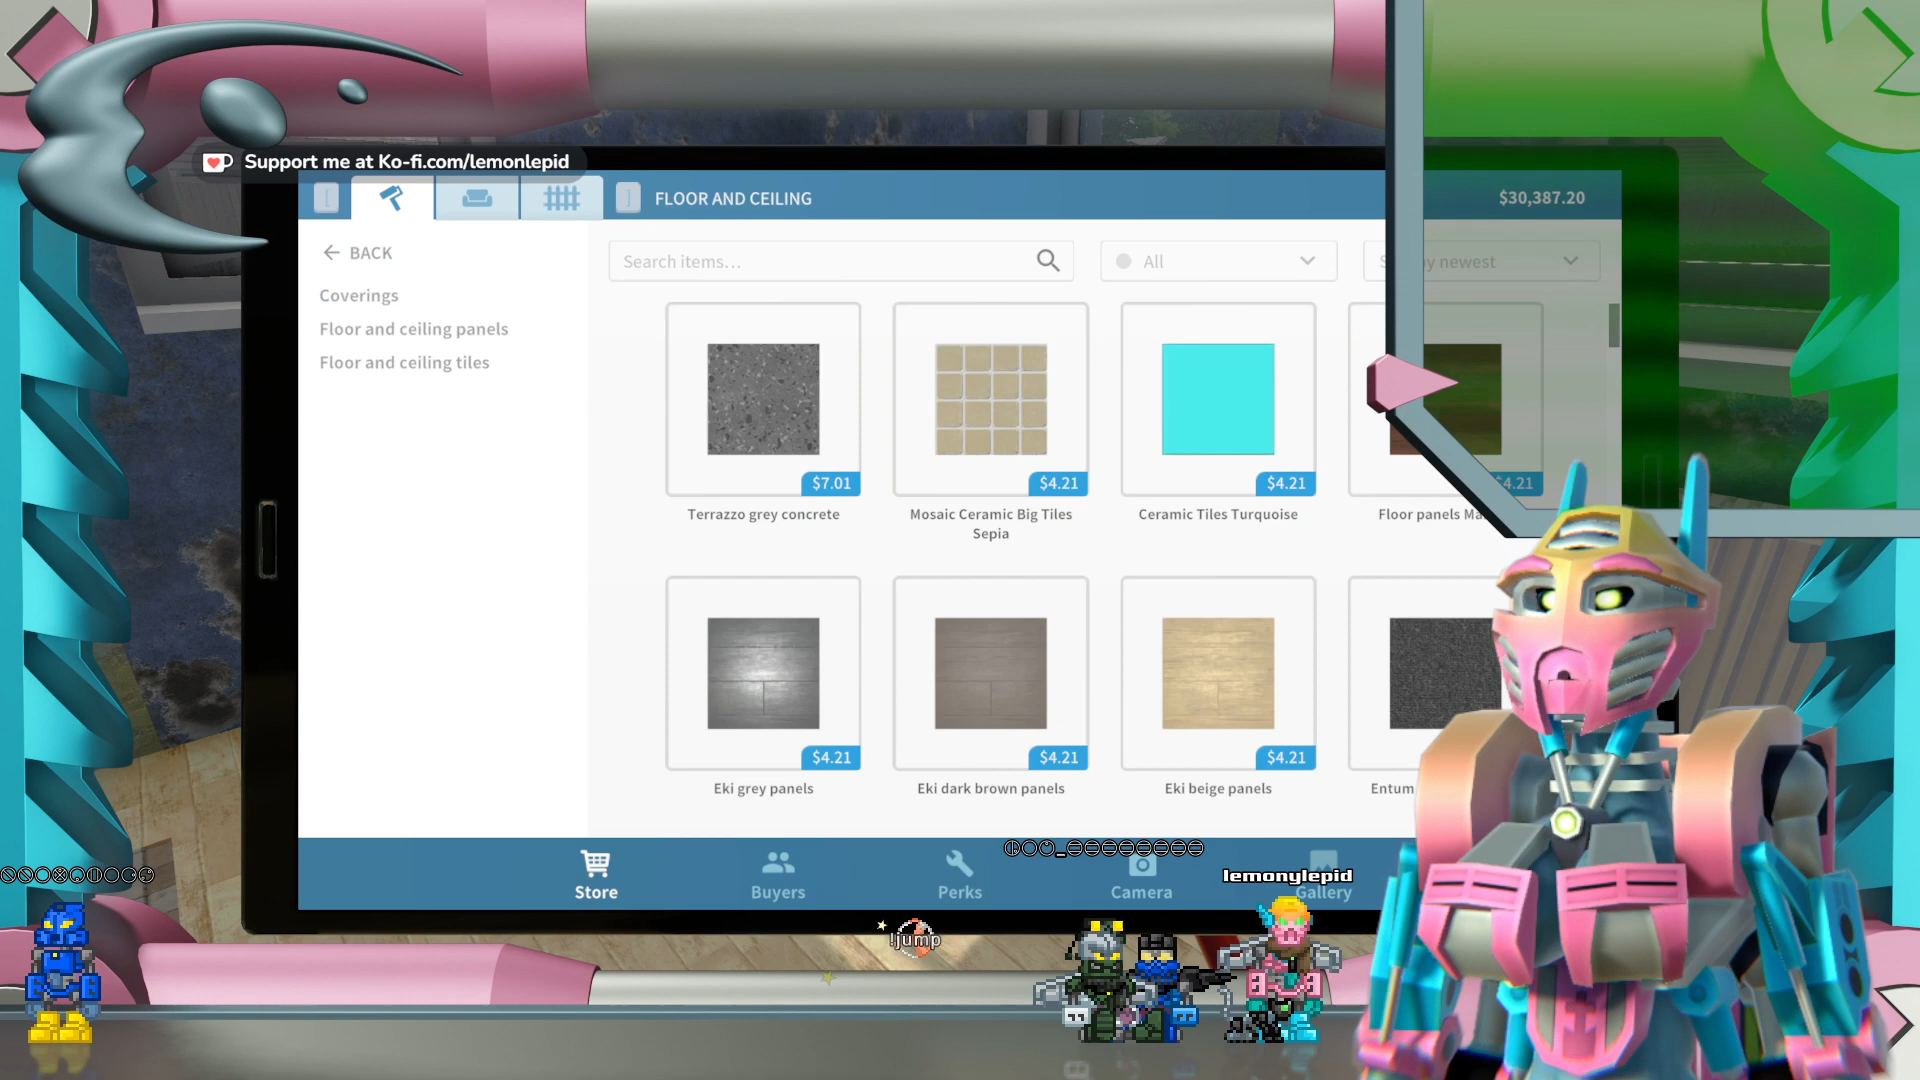 Support me at Ko-fi.com/lemonlepid
FLOOR AND CEILING
$30,387.20
BACK
Search items...
All
newest
Coverings
Floor and ceiling panels
Floor and ceiling tiles
$7.01
$4.21
$4.21
$4.21
Terrazzo grey concrete
Mosaic Ceramic Big Tiles
Sepia
Ceramic Tiles Turquoise
Floor panels
$4.21
$4.21
$4.21
Eki grey panels
Eki dark brown panels
Eki beige panels
Store
Buyers
Perks
Camera
Gallery
lemonylepid
!jump